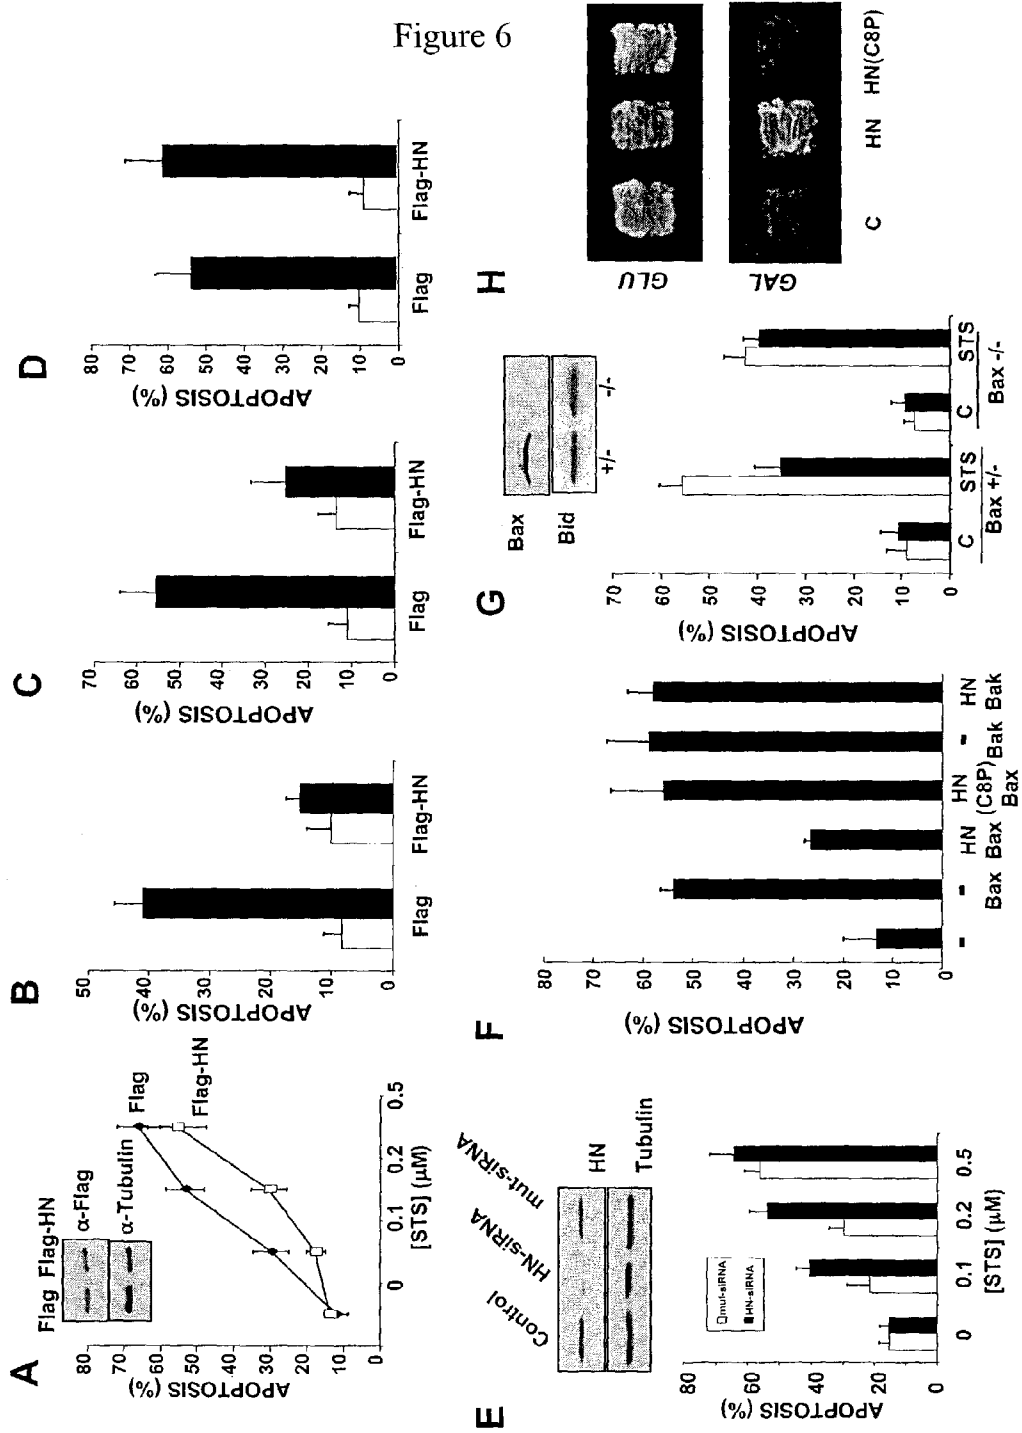 Figure 6
A
Flag Flag-HN
α-Flag
α-Tubulin
APOPTOSIS (%)
80
70
60
50
40
30
20
10
0
Flag
Flag-HN
0 0.1 0.2 0.5
[STS] (μM)
B
APOPTOSIS (%)
50
40
30
20
10
0
Flag Flag-HN
C
APOPTOSIS (%)
70
60
50
40
30
20
10
0
Flag Flag-HN
D
APOPTOSIS (%)
80
70
60
50
40
30
20
10
0
Flag Flag-HN
E
Control HN-siRNA mut-siRNA
HN
Tubulin
APOPTOSIS (%)
80
60
40
20
0
mut-siRNA
HN-siRNA
0 0.1 0.2 0.5
[STS] (μM)
F
APOPTOSIS (%)
80
70
60
50
40
30
20
10
0
- - HN HN - HN
Bax Bax (C8P) Bak Bak
Bax
G
Bax
Bid
+/- -/-
APOPTOSIS (%)
70
60
50
40
30
20
10
0
C STS C STS
Bax +/- Bax -/-
H
GLU
GAL
C HN HN(C8P)